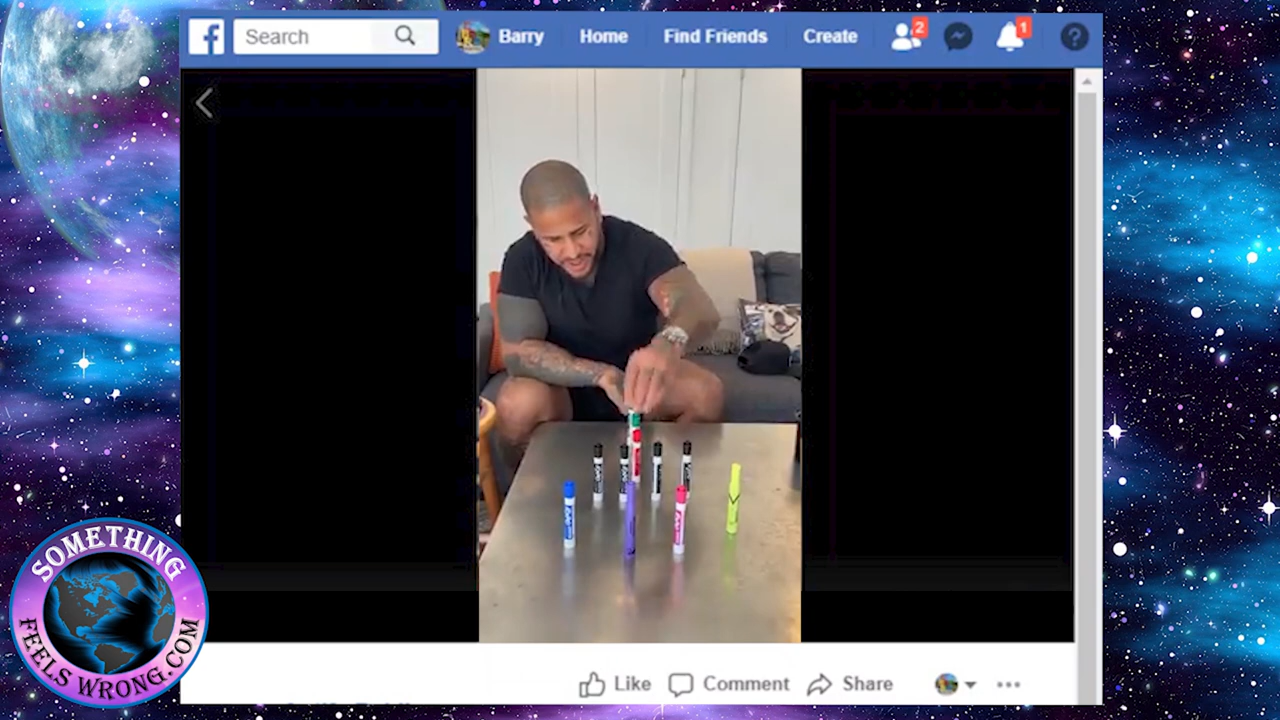 Search
Barry
Home
Find Friends
Create
2
1
Like
Comment
Share
SOMETHING
FEELS WRONG.COM